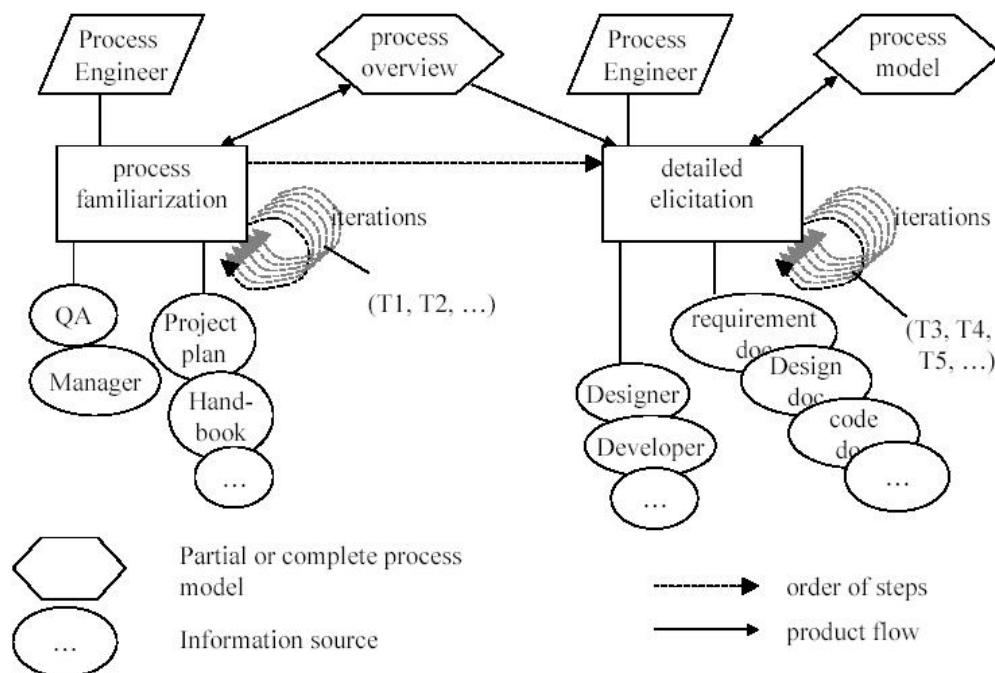 Process
Engineer
process
overview
Process
Engineer
process
model
process
familiarization
detailed
elicitation
iterations
iterations
(T1, T2, …)
(T3, T4,
T5, …)
QA
Manager
Project
plan
Hand-
book
…
Designer
Developer
…
requirement
doc
Design
doc
code
do
…
Partial or complete process
model
… Information source
order of steps
product flow